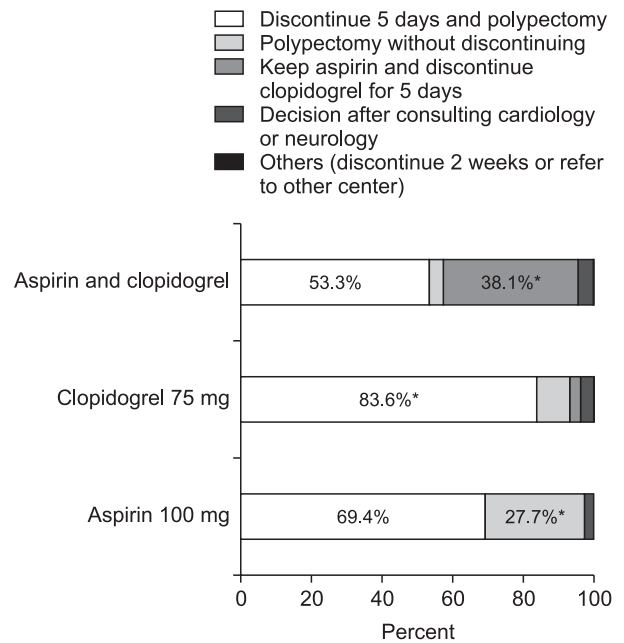 Discontinue 5 days and polypectomy
Polypectomy without discontinuing
Keep aspirin and discontinue
clopidogrel for 5 days
Decision after consulting cardiology
or neurology
Others (discontinue 2 weeks or refer
to other center)
Aspirin and clopidogrel
53.3%
38.1%*
Clopidogrel 75 mg
83.6%*
Aspirin 100 mg
69.4%
27.7%*
0
20
40
60
80
100
Percent